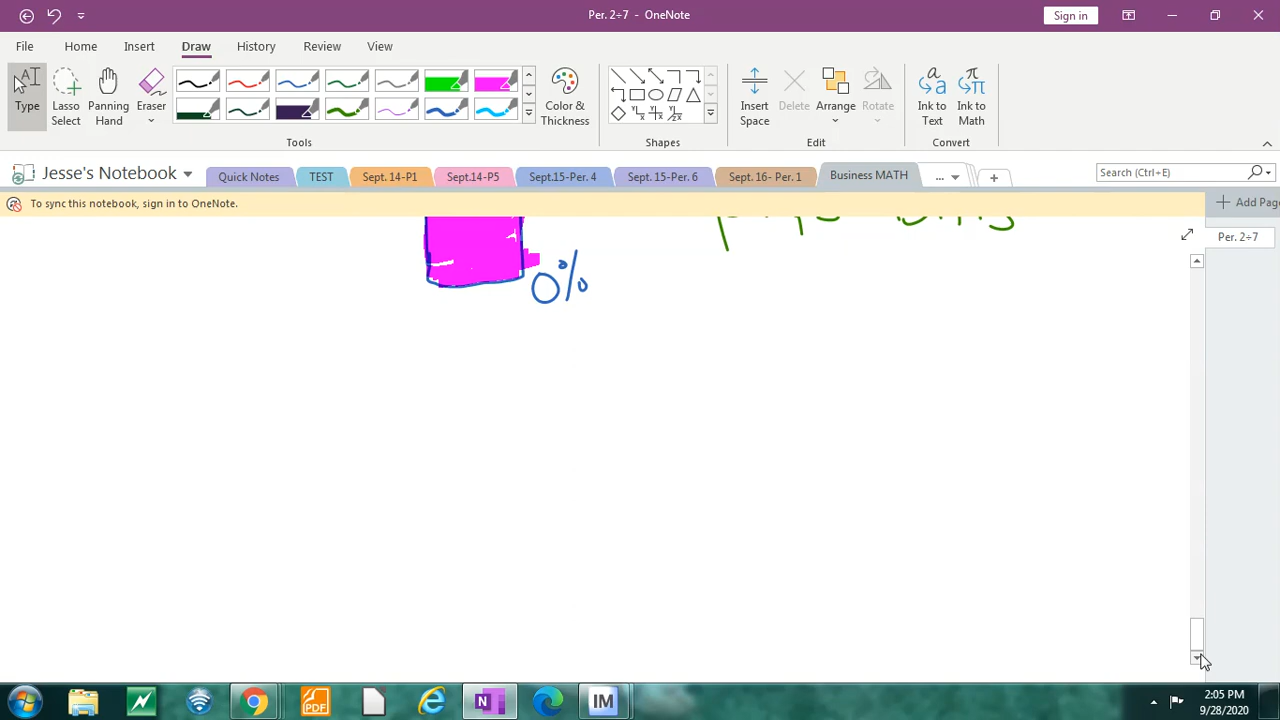 Per. 2÷7 - OneNote
Sign in
File Home Insert Draw History Review View
Type
Lasso Select
Panning Hand
Eraser
Color & Thickness
Insert Space
Delete
Arrange
Rotate
Ink to Text
Ink to Math
Tools Shapes Edit Convert
Jesse's Notebook
Quick Notes TEST Sept. 14-P1 Sept.14-P5 Sept.15-Per. 4 Sept. 15-Per. 6 Sept. 16- Per. 1 Business MATH ...
Search (Ctrl+E)
To sync this notebook, sign in to OneNote.
Add Pag
Per. 2÷7
0%
PDF
IM
2:05 PM
9/28/2020